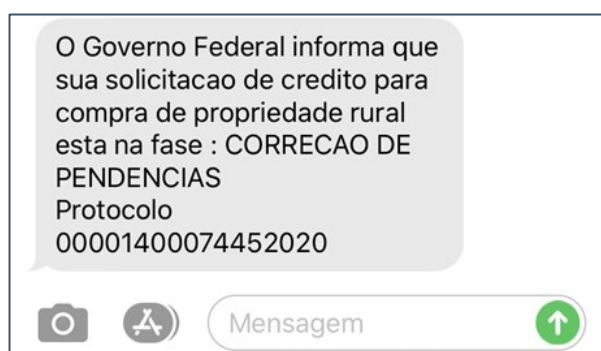 O Governo Federal informa que
sua solicitacao de credito para
compra de propriedade rural
esta na fase : CORRECAO DE
PENDENCIAS
Protocolo
00001400074452020
Mensagem